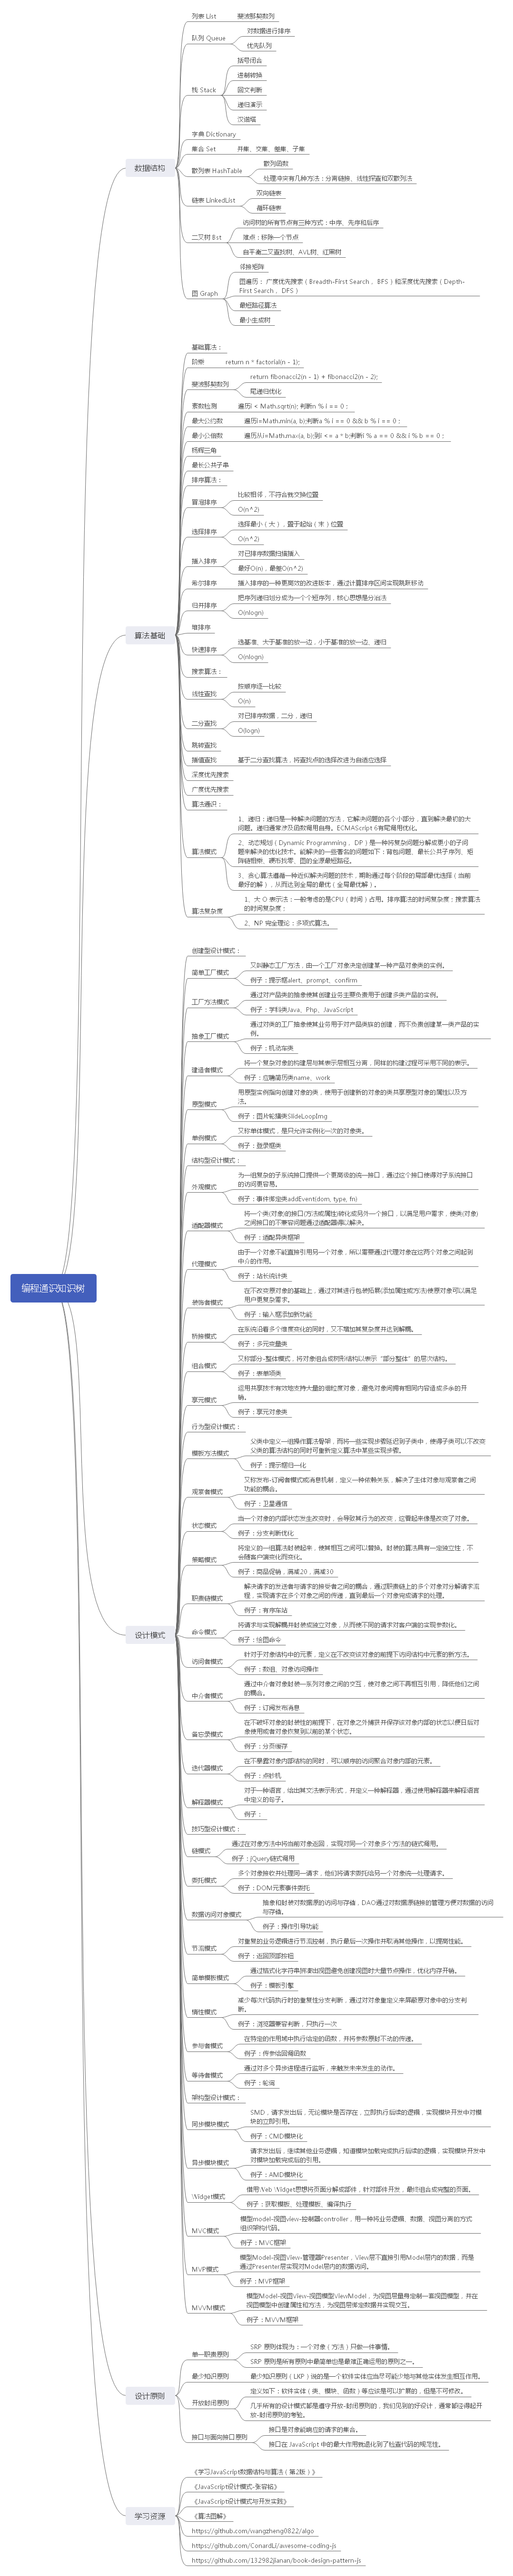 编程通识知识树
数据结构
列表 List
斐波那契数列
队列 Queue
对数据进行排序
优先队列
栈 Stack
括号闭合
进制转换
回文判断
递归演示
汉诺塔
字典 Dictionary
集合 Set
并集、交集、差集、子集
散列表 HashTable
散列函数
处理冲突有几种方法：分离链接、线性探查和双散列法
链表 LinkedList
双向链表
循环链表
二叉树 Bst
访问树的所有节点有三种方式：中序、先序和后序
难点：移除一个节点
自平衡二叉查找树、AVL树、红黑树
图 Graph
邻接矩阵
图遍历： 广度优先搜索（Breadth-First Search， BFS）和深度优先搜索（Depth-
First Search， DFS）
最短路径算法
最小生成树
算法基础
基础算法：
阶乘
return n * factorial(n - 1);
斐波那契数列
return fibonacci2(n - 1) + fibonacci2(n - 2);
尾递归优化
素数检测
遍历i < Math.sqrt(n); 判断n % i == 0；
最大公约数
遍历i=Math.min(a, b);判断a % i == 0 && b % i == 0；
最小公倍数
遍历从i=Math.max(a, b);到i <= a * b;判断i % a == 0 && i % b == 0；
杨辉三角
最长公共子串
排序算法：
冒泡排序
比较相邻，不符合就交换位置
O(n^2)
选择排序
选择最小（大），置于起始（末）位置
O(n^2)
插入排序
对已排序数据扫描插入
最好O(n)，最差O(n^2)
希尔排序
插入排序的一种更高效的改进版本，通过计算排序区间实现跳跃移动
归并排序
把序列递归划分成为一个个短序列，核心思想是分治法
O(nlogn)
堆排序
快速排序
选基准、大于基准的放一边，小于基准的放一边、递归
O(nlogn)
搜索算法：
线性查找
按顺序逐一比较
O(n)
二分查找
对已排序数据，二分，递归
O(logn)
跳转查找
插值查找
基于二分查找算法，将查找点的选择改进为自适应选择
深度优先搜索
广度优先搜索
算法通识：
算法模式
1、递归：递归是一种解决问题的方法，它解决问题的各个小部分，直到解决最初的大
问题。递归通常涉及函数调用自身。ECMAScript 6有尾调用优化。
2、动态规划（Dynamic Programming， DP）是一种将复杂问题分解成更小的子问
题来解决的优化技术。能解决的一些著名的问题如下：背包问题、最长公共子序列、矩
阵链相乘、硬币找零、图的全源最短路径。
3、贪心算法遵循一种近似解决问题的技术，期盼通过每个阶段的局部最优选择（当前
最好的解），从而达到全局的最优（全局最优解）。
算法复杂度
1、大 O 表示法：一般考虑的是CPU（时间）占用。排序算法的时间复杂度；搜索算法
的时间复杂度；
2、NP 完全理论：多项式算法。
设计模式
创建型设计模式：
简单工厂模式
又叫静态工厂方法，由一个工厂对象决定创建某一种产品对象类的实例。
例子：提示框alert、prompt、confirm
工厂方法模式
通过对产品类的抽象使其创建业务主要负责用于创建多类产品的实例。
例子：学科类Java、Php、JavaScript
抽象工厂模式
通过对类的工厂抽象使其业务用于对产品类族的创建，而不负责创建某一类产品的实
例。
例子：机动车类
建造者模式
将一个复杂对象的构建层与其表示层相互分离，同样的构建过程可采用不同的表示。
例子：应聘简历类name、work
原型模式
用原型实例指向创建对象的类，使用于创建新的对象的类共享原型对象的属性以及方
法。
例子：图片轮播类SlideLoopImg
单例模式
又称单体模式，是只允许实例化一次的对象类。
例子：登录框类
结构型设计模式：
外观模式
为一组复杂的子系统接口提供一个更高级的统一接口，通过这个接口使得对子系统接口
的访问更容易。
例子：事件绑定类addEvent(dom, type, fn)
适配器模式
将一个类(对象)的接口(方法或属性)转化成另外一个接口，以满足用户需求，使类(对象)
之间接口的不兼容问题通过适配器得以解决。
例子：适配异类框架
代理模式
由于一个对象不能直接引用另一个对象，所以需要通过代理对象在这两个对象之间起到
中介的作用。
例子：站长统计类
装饰者模式
在不改变原对象的基础上，通过对其进行包装拓展(添加属性或方法)使原对象可以满足
用户更复杂需求。
例子：输入框添加新功能
桥接模式
在系统沿着多个维度变化的同时，又不增加其复杂度并达到解耦。
例子：多元化量类
组合模式
又称部分-整体模式，将对象组合成树形结构以表示“部分整体”的层次结构。
例子：表单项类
享元模式
运用共享技术有效地支持大量的细粒度对象，避免对象间拥有相同内容造成多余的开
销。
例子：享元对象类
行为型设计模式：
模板方法模式
父类中定义一组操作算法骨架，而将一些实现步骤延迟到子类中，使得子类可以不改变
父类的算法结构的同时可重新定义算法中某些实现步骤。
例子：提示框归一化
观察者模式
又称发布-订阅者模式或消息机制，定义一种依赖关系，解决了主体对象与观察者之间
功能的耦合。
例子：卫星通信
状态模式
当一个对象的内部状态发生改变时，会导致其行为的改变，这看起来像是改变了对象。
例子：分支判断优化
策略模式
将定义的一组算法封装起来，使其相互之间可以替换。封装的算法具有一定独立性，不
会随客户端变化而变化。
例子：商品促销，满减20，满减30
职责链模式
解决请求的发送者与请求的接受者之间的耦合，通过职责链上的多个对象对分解请求流
程，实现请求在多个对象之间的传递，直到最后一个对象完成请求的处理。
例子：有序车站
命令模式
将请求与实现解耦并封装成独立对象，从而使不同的请求对客户端的实现参数化。
例子：绘图命令
访问者模式
针对于对象结构中的元素，定义在不改变该对象的前提下访问结构中元素的新方法。
例子：数组、对象访问操作
中介者模式
通过中介者对象封装一系列对象之间的交互，使对象之间不再相互引用，降低他们之间
的耦合。
例子：订阅发布消息
备忘录模式
在不破坏对象的封装性的前提下，在对象之外捕获并保存该对象内部的状态以便日后对
象使用或者对象恢复到以前的某个状态。
例子：分页缓存
迭代器模式
在不暴露对象内部结构的同时，可以顺序的访问聚合对象内部的元素。
例子：点钞机
解释器模式
对于一种语言，给出其文法表示形式，并定义一种解释器，通过使用解释器来解释语言
中定义的句子。
例子：
技巧型设计模式：
链模式
通过在对象方法中将当前对象返回，实现对同一个对象多个方法的链式调用。
例子：jQuery链式调用
委托模式
多个对象接收并处理同一请求，他们将请求委托给另一个对象统一处理请求。
例子：DOM元素事件委托
数据访问对象模式
抽象和封装对数据源的访问与存储，DAO通过对数据源链接的管理方便对数据的访问
与存储。
例子：操作引导功能
节流模式
对重复的业务逻辑进行节流控制，执行最后一次操作并取消其他操作，以提高性能。
例子：返回顶部按钮
简单模板模式
通过格式化字符串拼凑出视图避免创建视图时大量节点操作，优化内存开销。
例子：模板引擎
惰性模式
减少每次代码执行时的重复性分支判断，通过对对象重定义来屏蔽原对象中的分支判
断。
例子：浏览器兼容判断，只执行一次
参与者模式
在特定的作用域中执行给定的函数，并将参数原封不动的传递。
例子：传参给回调函数
等待者模式
通过对多个异步进程进行监听，来触发未来发生的动作。
例子：轮询
架构型设计模式：
同步模块模式
SMD，请求发出后，无论模块是否存在，立即执行后续的逻辑，实现模块开发中对模
块的立即引用。
例子：CMD模块化
异步模块模式
请求发出后，继续其他业务逻辑，知道模块加载完成执行后续的逻辑，实现模块开发中
对模块加载完成后的引用。
例子：AMD模块化
Widget模式
借用Web Widget思想将页面分解成部件，针对部件开发，最终组合成完整的页面。
例子：获取模板、处理模板、编译执行
MVC模式
模型model-视图view-控制器controller，用一种将业务逻辑、数据、视图分离的方式
组织架构代码。
例子：MVC框架
MVP模式
模型Model-视图View-管理器Presenter，View层不直接引用Model层内的数据，而是
通过Presenter层实现对Model层内的数据访问。
例子：MVP框架
MVVM模式
模型Model-视图View-视图模型ViewModel，为视图层量身定制一套视图模型，并在
视图模型中创建属性和方法，为视图层绑定数据并实现交互。
例子：MVVM框架
设计原则
单一职责原则
SRP 原则体现为：一个对象（方法）只做一件事情。
SRP 原则是所有原则中最简单也是最难正确运用的原则之一。
最少知识原则
最少知识原则（LKP）说的是一个软件实体应当尽可能少地与其他实体发生相互作用。
开放封闭原则
定义如下：软件实体（类、模块、函数）等应该是可以扩展的，但是不可修改。
几乎所有的设计模式都是遵守开放-封闭原则的，我们见到的好设计，通常都经得起开
放-封闭原则的考验。
接口与面向接口原则
接口是对象能响应的请求的集合。
接口在 JavaScript 中的最大作用就退化到了检查代码的规范性。
学习资源
《学习JavaScript数据结构与算法（第2版）》
《JavaScript设计模式-张容铭》
《JavaScript设计模式与开发实践》
《算法图解》
https://github.com/wangzheng0822/algo
https://github.com/ConardLi/awesome-coding-js
https://github.com/132982jianan/book-design-pattern-js